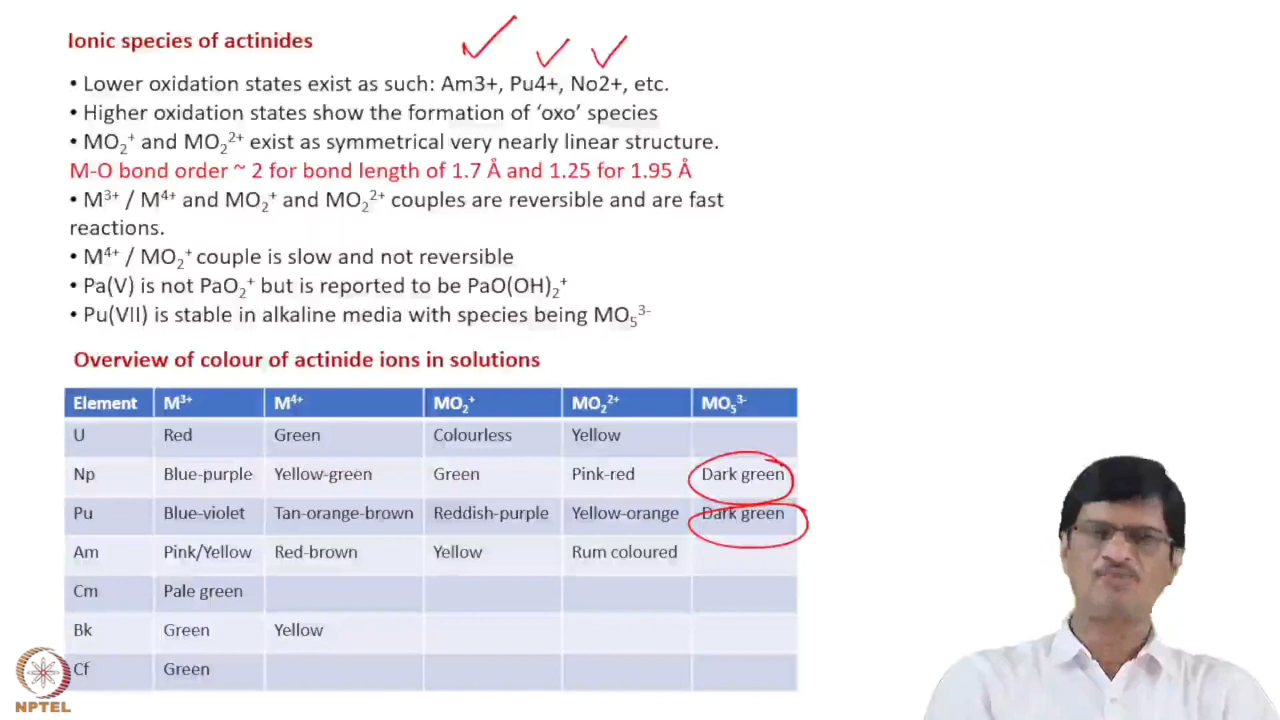 Ionic species of actinides
• Lower oxidation states exist as such: Am3+, Pu4+, No2+, etc.
• Higher oxidation states show the formation of ‘oxo’ species
• MO₂⁺ and MO₂²⁺ exist as symmetrical very nearly linear structure.
M-O bond order ~ 2 for bond length of 1.7 Å and 1.25 for 1.95 Å
• M³⁺ / M⁴⁺ and MO₂⁺ and MO₂²⁺ couples are reversible and are fast
reactions.
• M⁴⁺ / MO₂⁺ couple is slow and not reversible
• Pa(V) is not PaO₂⁺ but is reported to be PaO(OH)₂⁺
• Pu(VII) is stable in alkaline media with species being MO₅³⁻
Overview of colour of actinide ions in solutions
Element M³⁺ M⁴⁺ MO₂⁺ MO₂²⁺ MO₅³⁻
U Red Green Colourless Yellow
Np Blue-purple Yellow-green Green Pink-red Dark green
Pu Blue-violet Tan-orange-brown Reddish-purple Yellow-orange Dark green
Am Pink/Yellow Red-brown Yellow Rum coloured
Cm Pale green
Bk Green Yellow
Cf Green
NPTEL